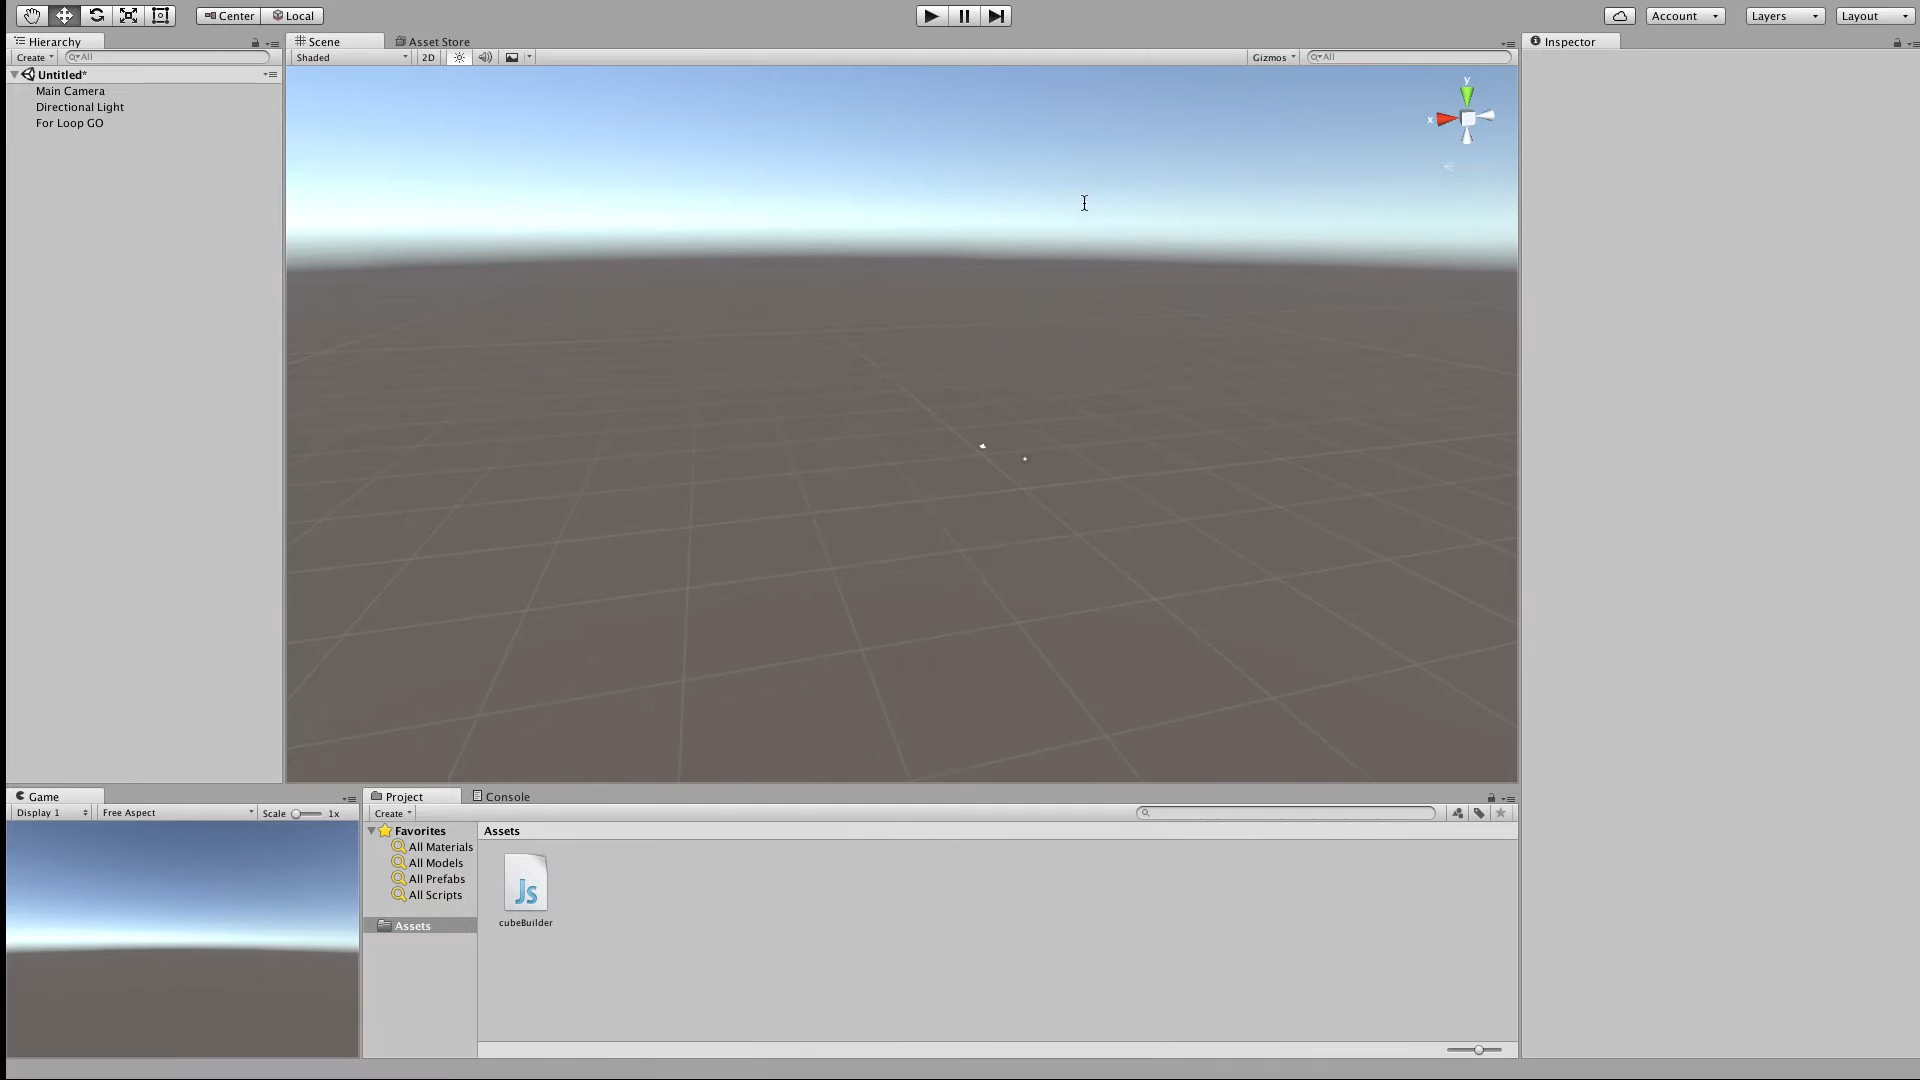 Center Local Account Layers Layout
Hierarchy
Create All
Untitled*
Main Camera
Directional Light
For Loop GO
Scene Asset Store
Shaded 2D Gizmos All
y
x
Inspector
Game
Display 1 Free Aspect Scale 1x
Project Console
Create
Favorites
All Materials
All Models
All Prefabs
All Scripts
Assets
Assets
Js
cubeBuilder